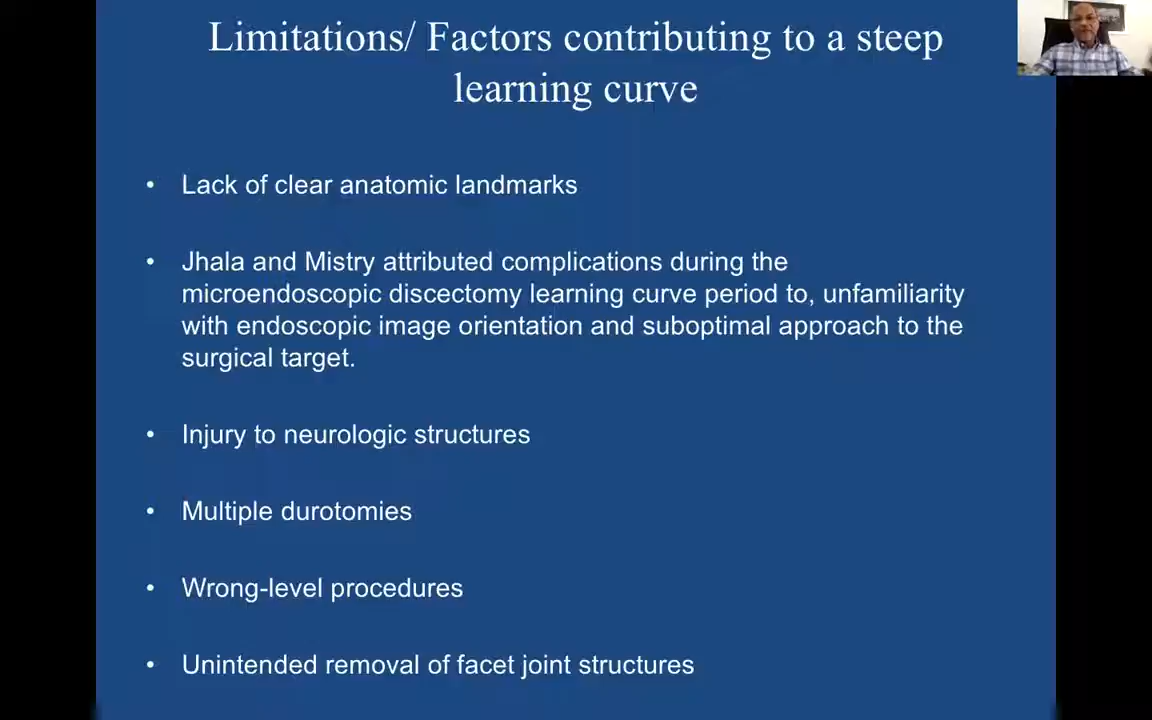 Limitations/ Factors contributing to a steep
learning curve
• Lack of clear anatomic landmarks
• Jhala and Mistry attributed complications during the
microendoscopic discectomy learning curve period to, unfamiliarity
with endoscopic image orientation and suboptimal approach to the
surgical target.
• Injury to neurologic structures
• Multiple durotomies
• Wrong-level procedures
• Unintended removal of facet joint structures